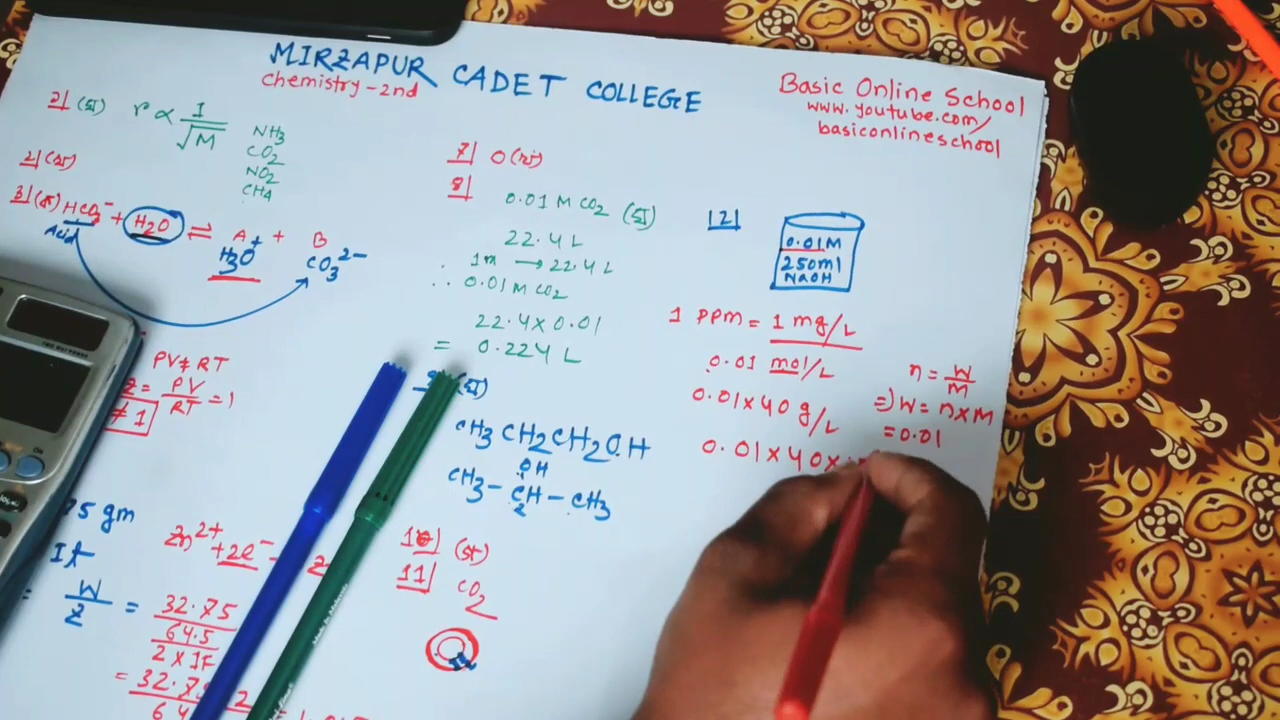 MIRZAPUR CADET COLLEGE
Chemistry-2nd
Basic Online School
www.youtube.com/
basiconlineschool
r ∝ 1/√M
NH3
CO2
NO2
CH4
HCO3⁻ + H2O ⇌ A + B
Acid
H3O⁺
CO3²⁻
PV≠RT
Z = PV/RT = 1
≠ 1
75 gm
It
W/Z = 32.75
64.5
2×1F
Zn²⁺ +2e⁻
= 32.7
7|
8|
0.01 M CO2
22.4 L
1m → 22.4 L
∴ 0.01 M CO2
22.4×0.01
= 0.224 L
CH3CH2CH2OH
OH
CH3-CH-CH3
2
11|
CO2
12|
0.01M
250ml
NaOH
1 PPm = 1 mg/L
0.01 mol/L
0.01×40 g/L
0.01×40×
n = W/M
=) W = n×M
=0.01